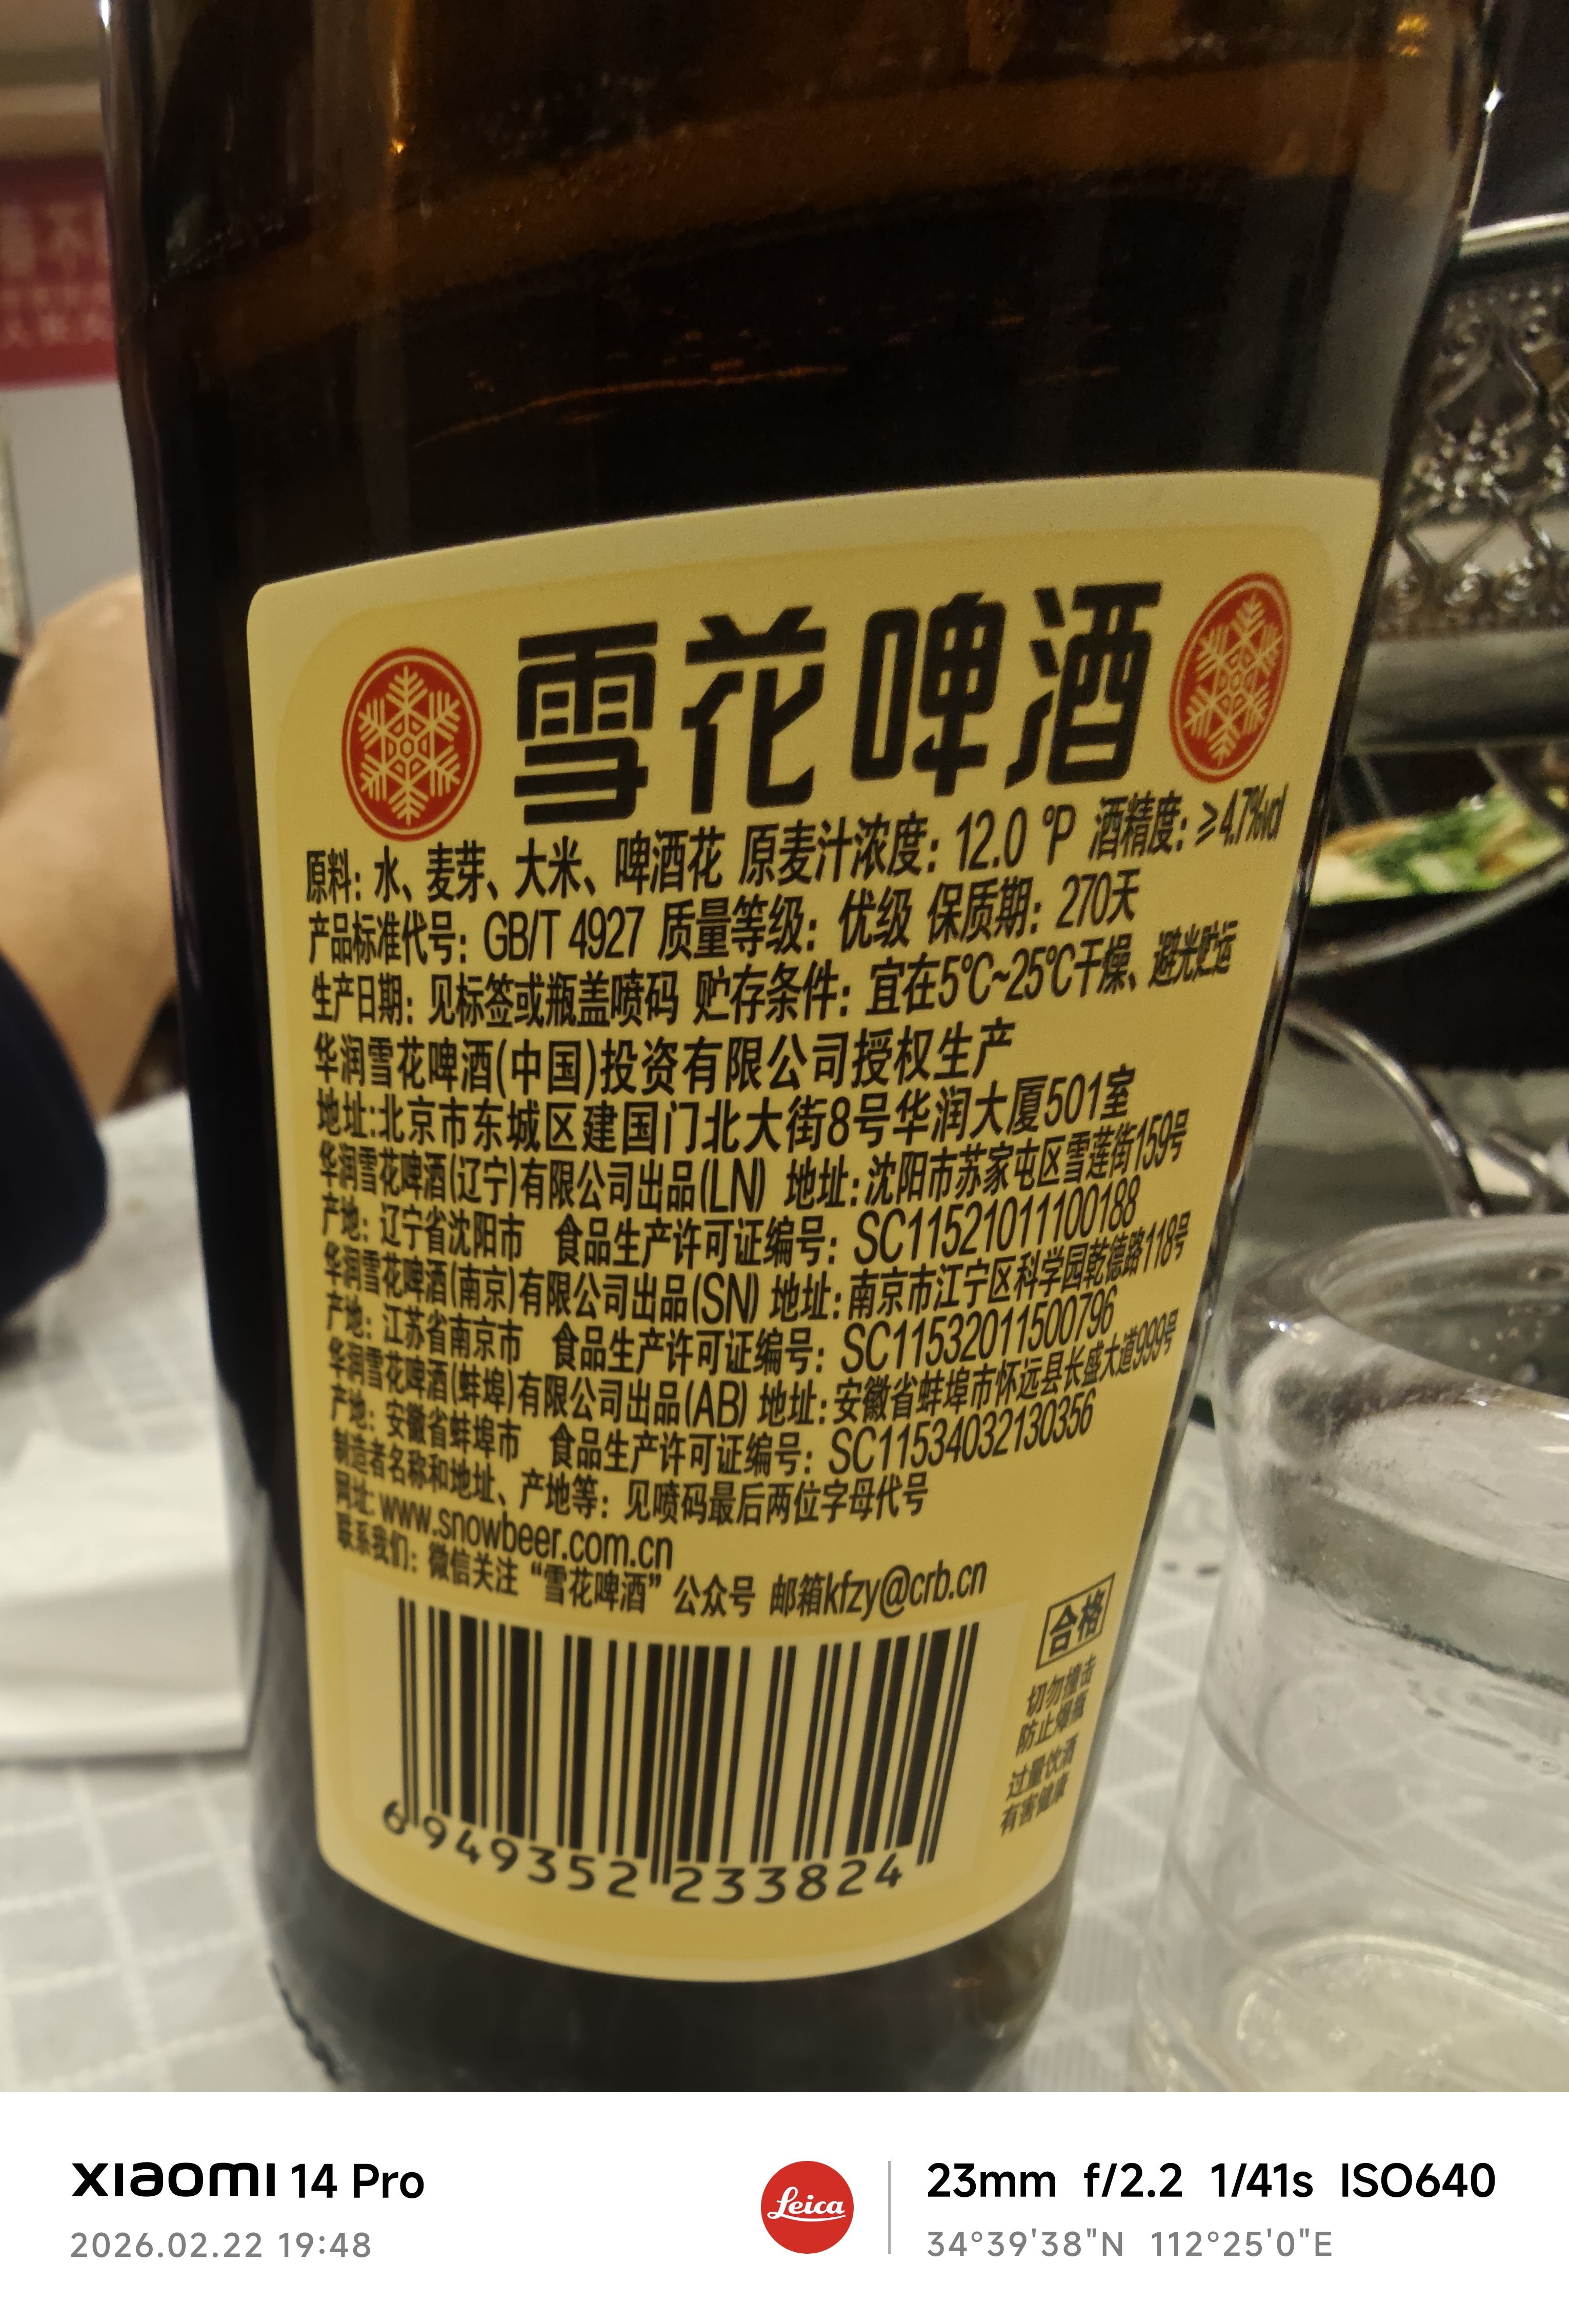 雪花啤酒
原料：水、麦芽、大米、啤酒花 原麦汁浓度：12.0 °P 酒精度：≥4.7%vol
产品标准代号：GB/T 4927 质量等级：优级 保质期：270天
生产日期：见标签或瓶盖喷码 贮存条件：宜在5℃~25℃干燥、避光贮运
华润雪花啤酒(中国)投资有限公司授权生产
地址:北京市东城区建国门北大街8号华润大厦501室
华润雪花啤酒(辽宁)有限公司出品(LN) 地址:沈阳市苏家屯区雪莲街159号
产地：辽宁省沈阳市 食品生产许可证编号：SC11521011100188
华润雪花啤酒(南京)有限公司出品(SN) 地址:南京市江宁区科学园乾德路118号
产地：江苏省南京市 食品生产许可证编号：SC11532011500796
华润雪花啤酒(蚌埠)有限公司出品(AB) 地址:安徽省蚌埠市怀远县长盛大道999号
产地：安徽省蚌埠市 食品生产许可证编号：SC11534032130356
制造者名称和地址、产地等：见喷码最后两位字母代号
网址: www.snowbeer.com.cn
联系我们：微信关注“雪花啤酒”公众号 邮箱kfzy@crb.cn
合格
切勿撞击
防止爆瓶
过量饮酒
有害健康
6 949352 233824
xiaomi 14 Pro
2026.02.22 19:48
Leica
23mm f/2.2 1/41s ISO640
34°39'38"N 112°25'0"E